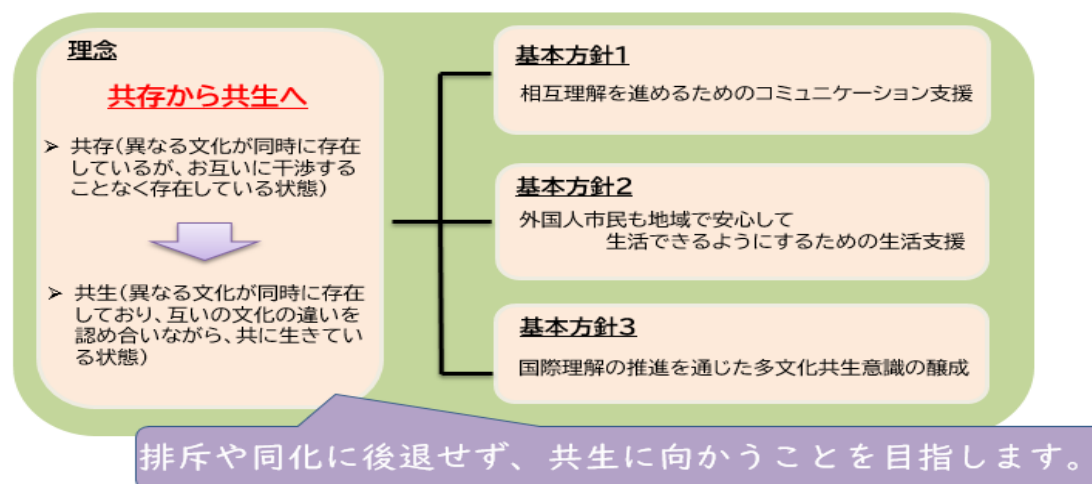 理念
共存から共生へ
➢ 共存(異なる文化が同時に存在
しているが、お互いに干渉する
ことなく存在している状態)
➢ 共生(異なる文化が同時に存在
しており、互いの文化の違いを
認め合いながら、共に生きてい
る状態)
基本方針1
相互理解を進めるためのコミュニケーション支援
基本方針2
外国人市民も地域で安心して
生活できるようにするための生活支援
基本方針3
国際理解の推進を通じた多文化共生意識の醸成
排斥や同化に後退せず、共生に向かうことを目指します。